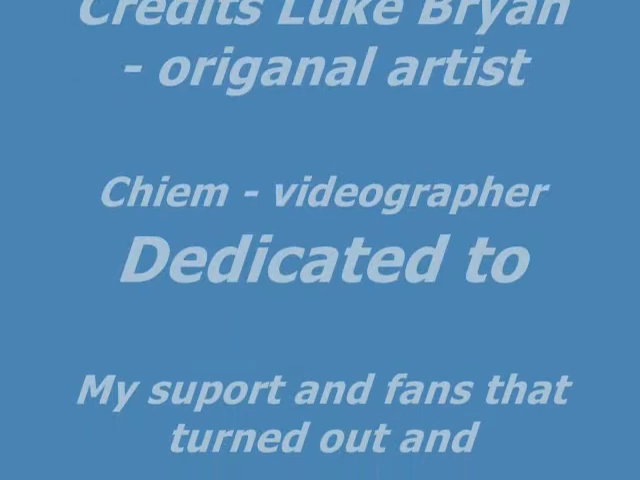 Credits Luke Bryan
- origanal artist
Chiem - videographer
Dedicated to
My suport and fans that
turned out and